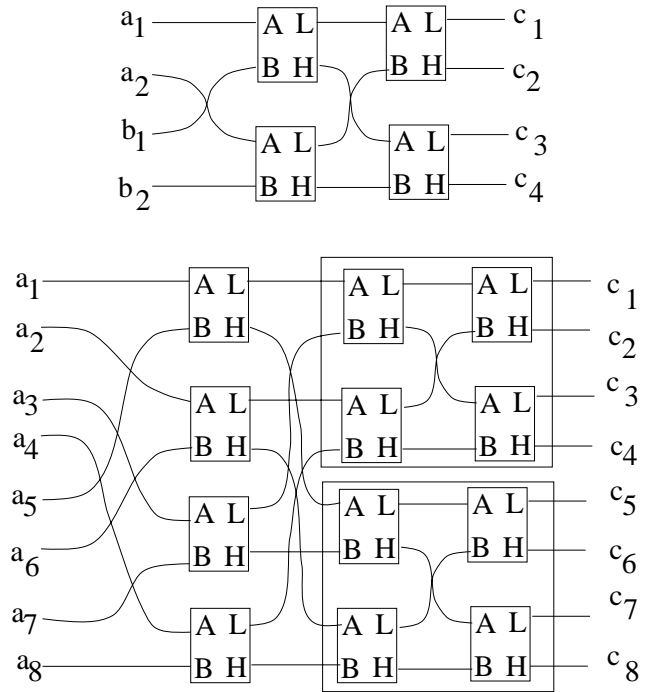 a1 A L A L c1
a2 B H B H c2
b1 A L A L c3
b2 B H B H c4
a1 A L A L A L c1
a2 B H B H B H c2
a3 A L A L A L c3
a4 B H B H B H c4
a5 A L A L A L c5
a6 B H B H B H c6
a7 A L A L A L c7
a8 B H B H B H c8